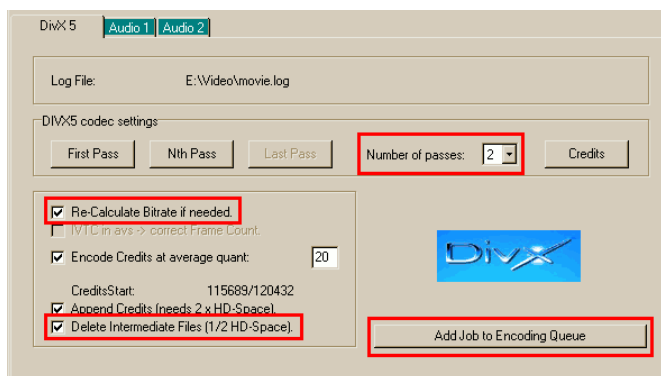 DivX 5 Audio 1 Audio 2
Log File: E:\Video\movie.log
DIVX5 codec settings
First Pass Nth Pass Last Pass Number of passes: 2 Credits
Re-Calculate Bitrate if needed.
IVTC in avs -> correct Frame Count.
Encode Credits at average quant: 20
DivX
CreditsStart: 115689/120432
Append Credits (needs 2 x HD-Space).
Delete Intermediate Files (1/2 HD-Space).
Add Job to Encoding Queue